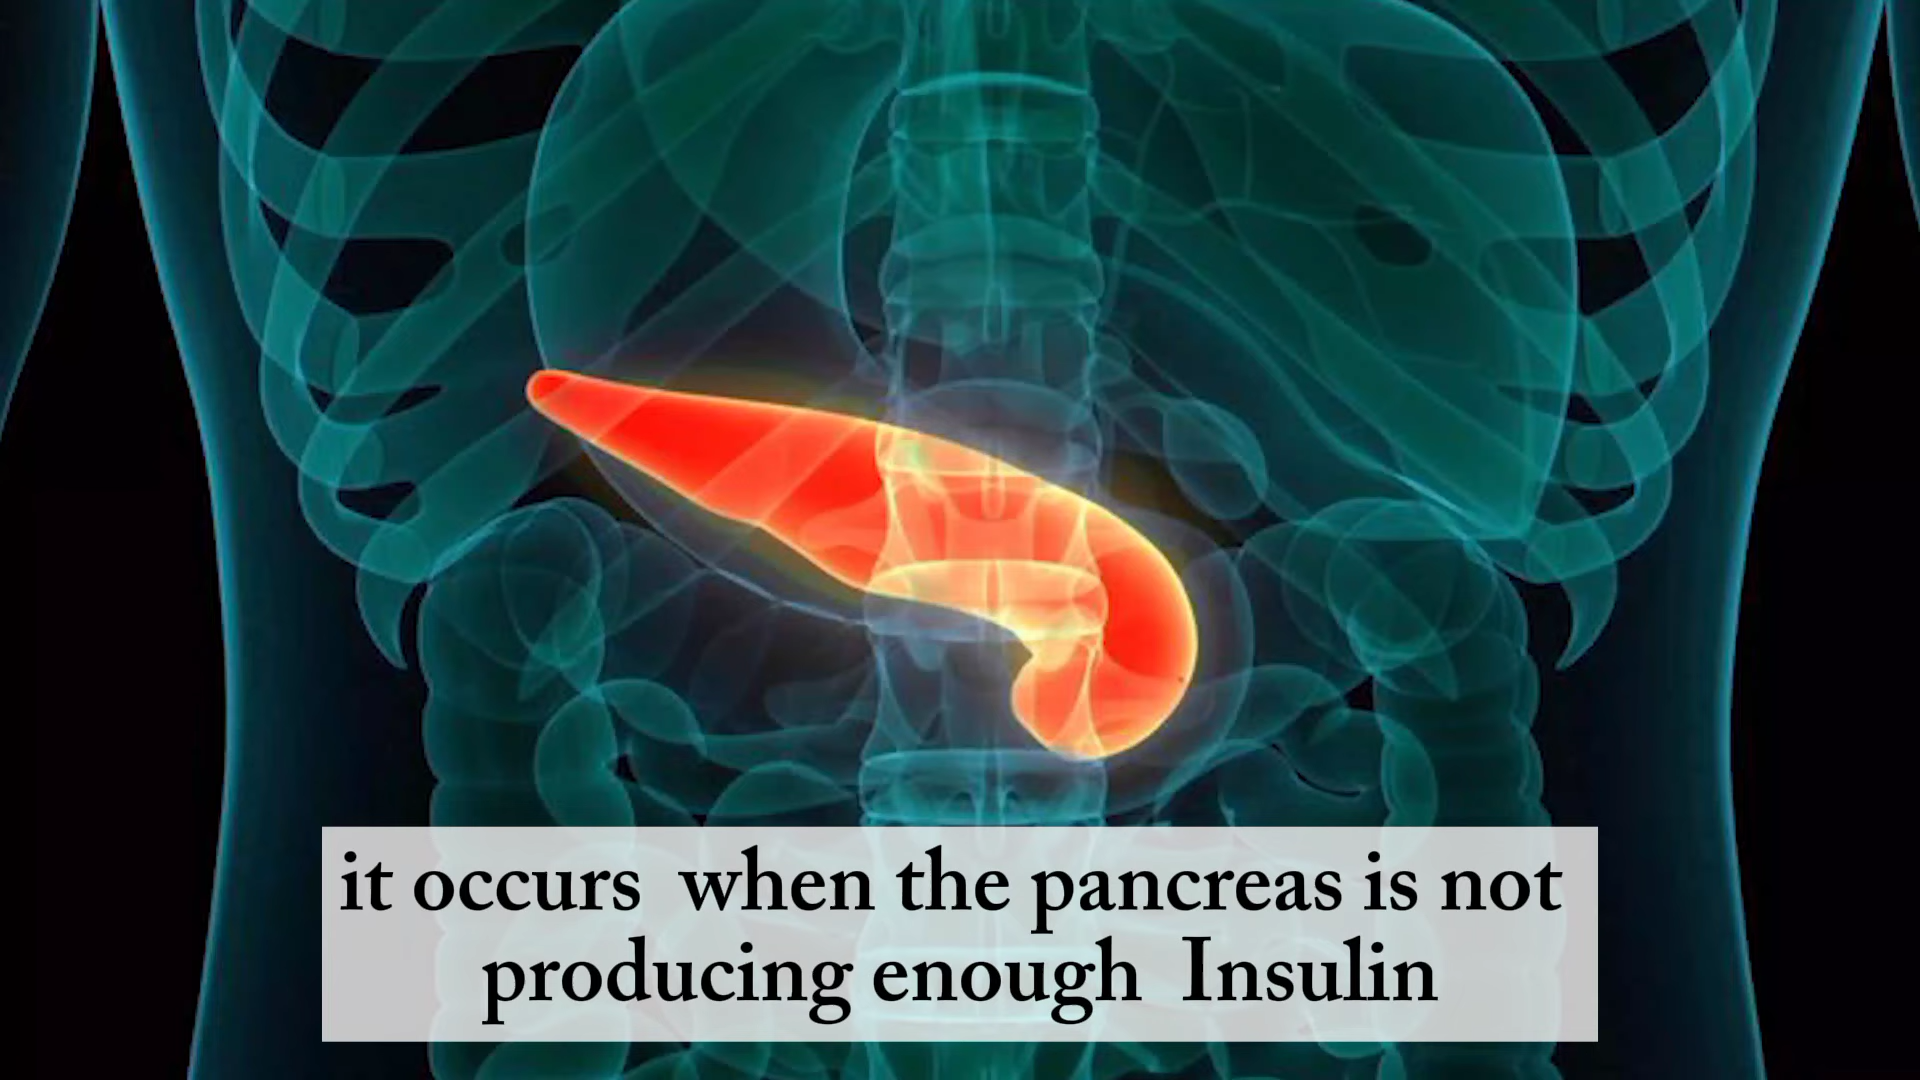 it occurs  when the pancreas is not
producing enough  Insulin